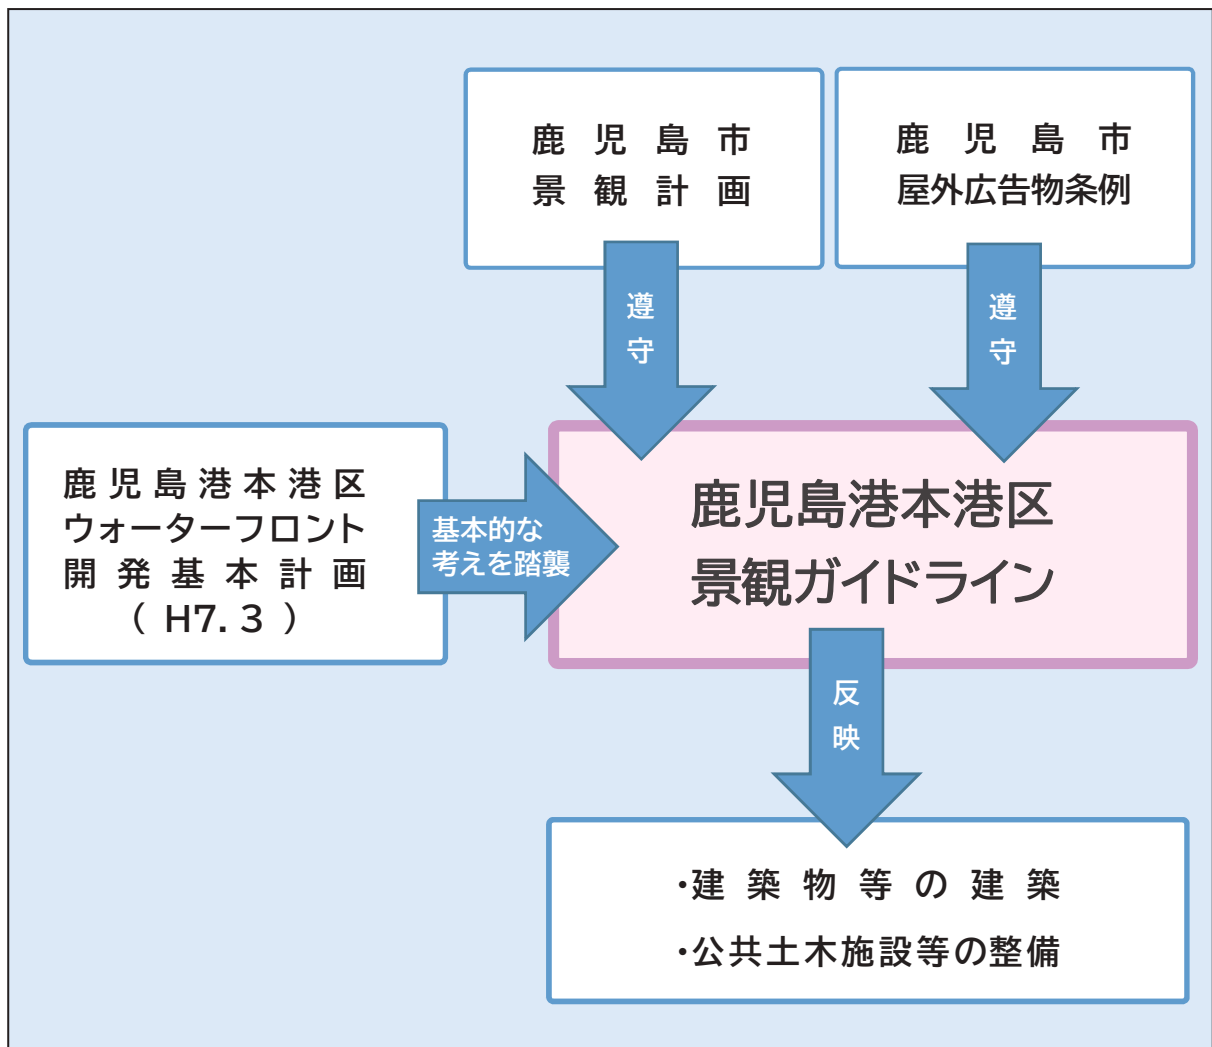 鹿児島市
景観計画
鹿児島市
屋外広告物条例
遵守
遵守
鹿児島港本港区
ウォーターフロント
開発基本計画
（H7.3）
基本的な
考えを踏襲
鹿児島港本港区
景観ガイドライン
反映
・建築物等の建築
・公共土木施設等の整備